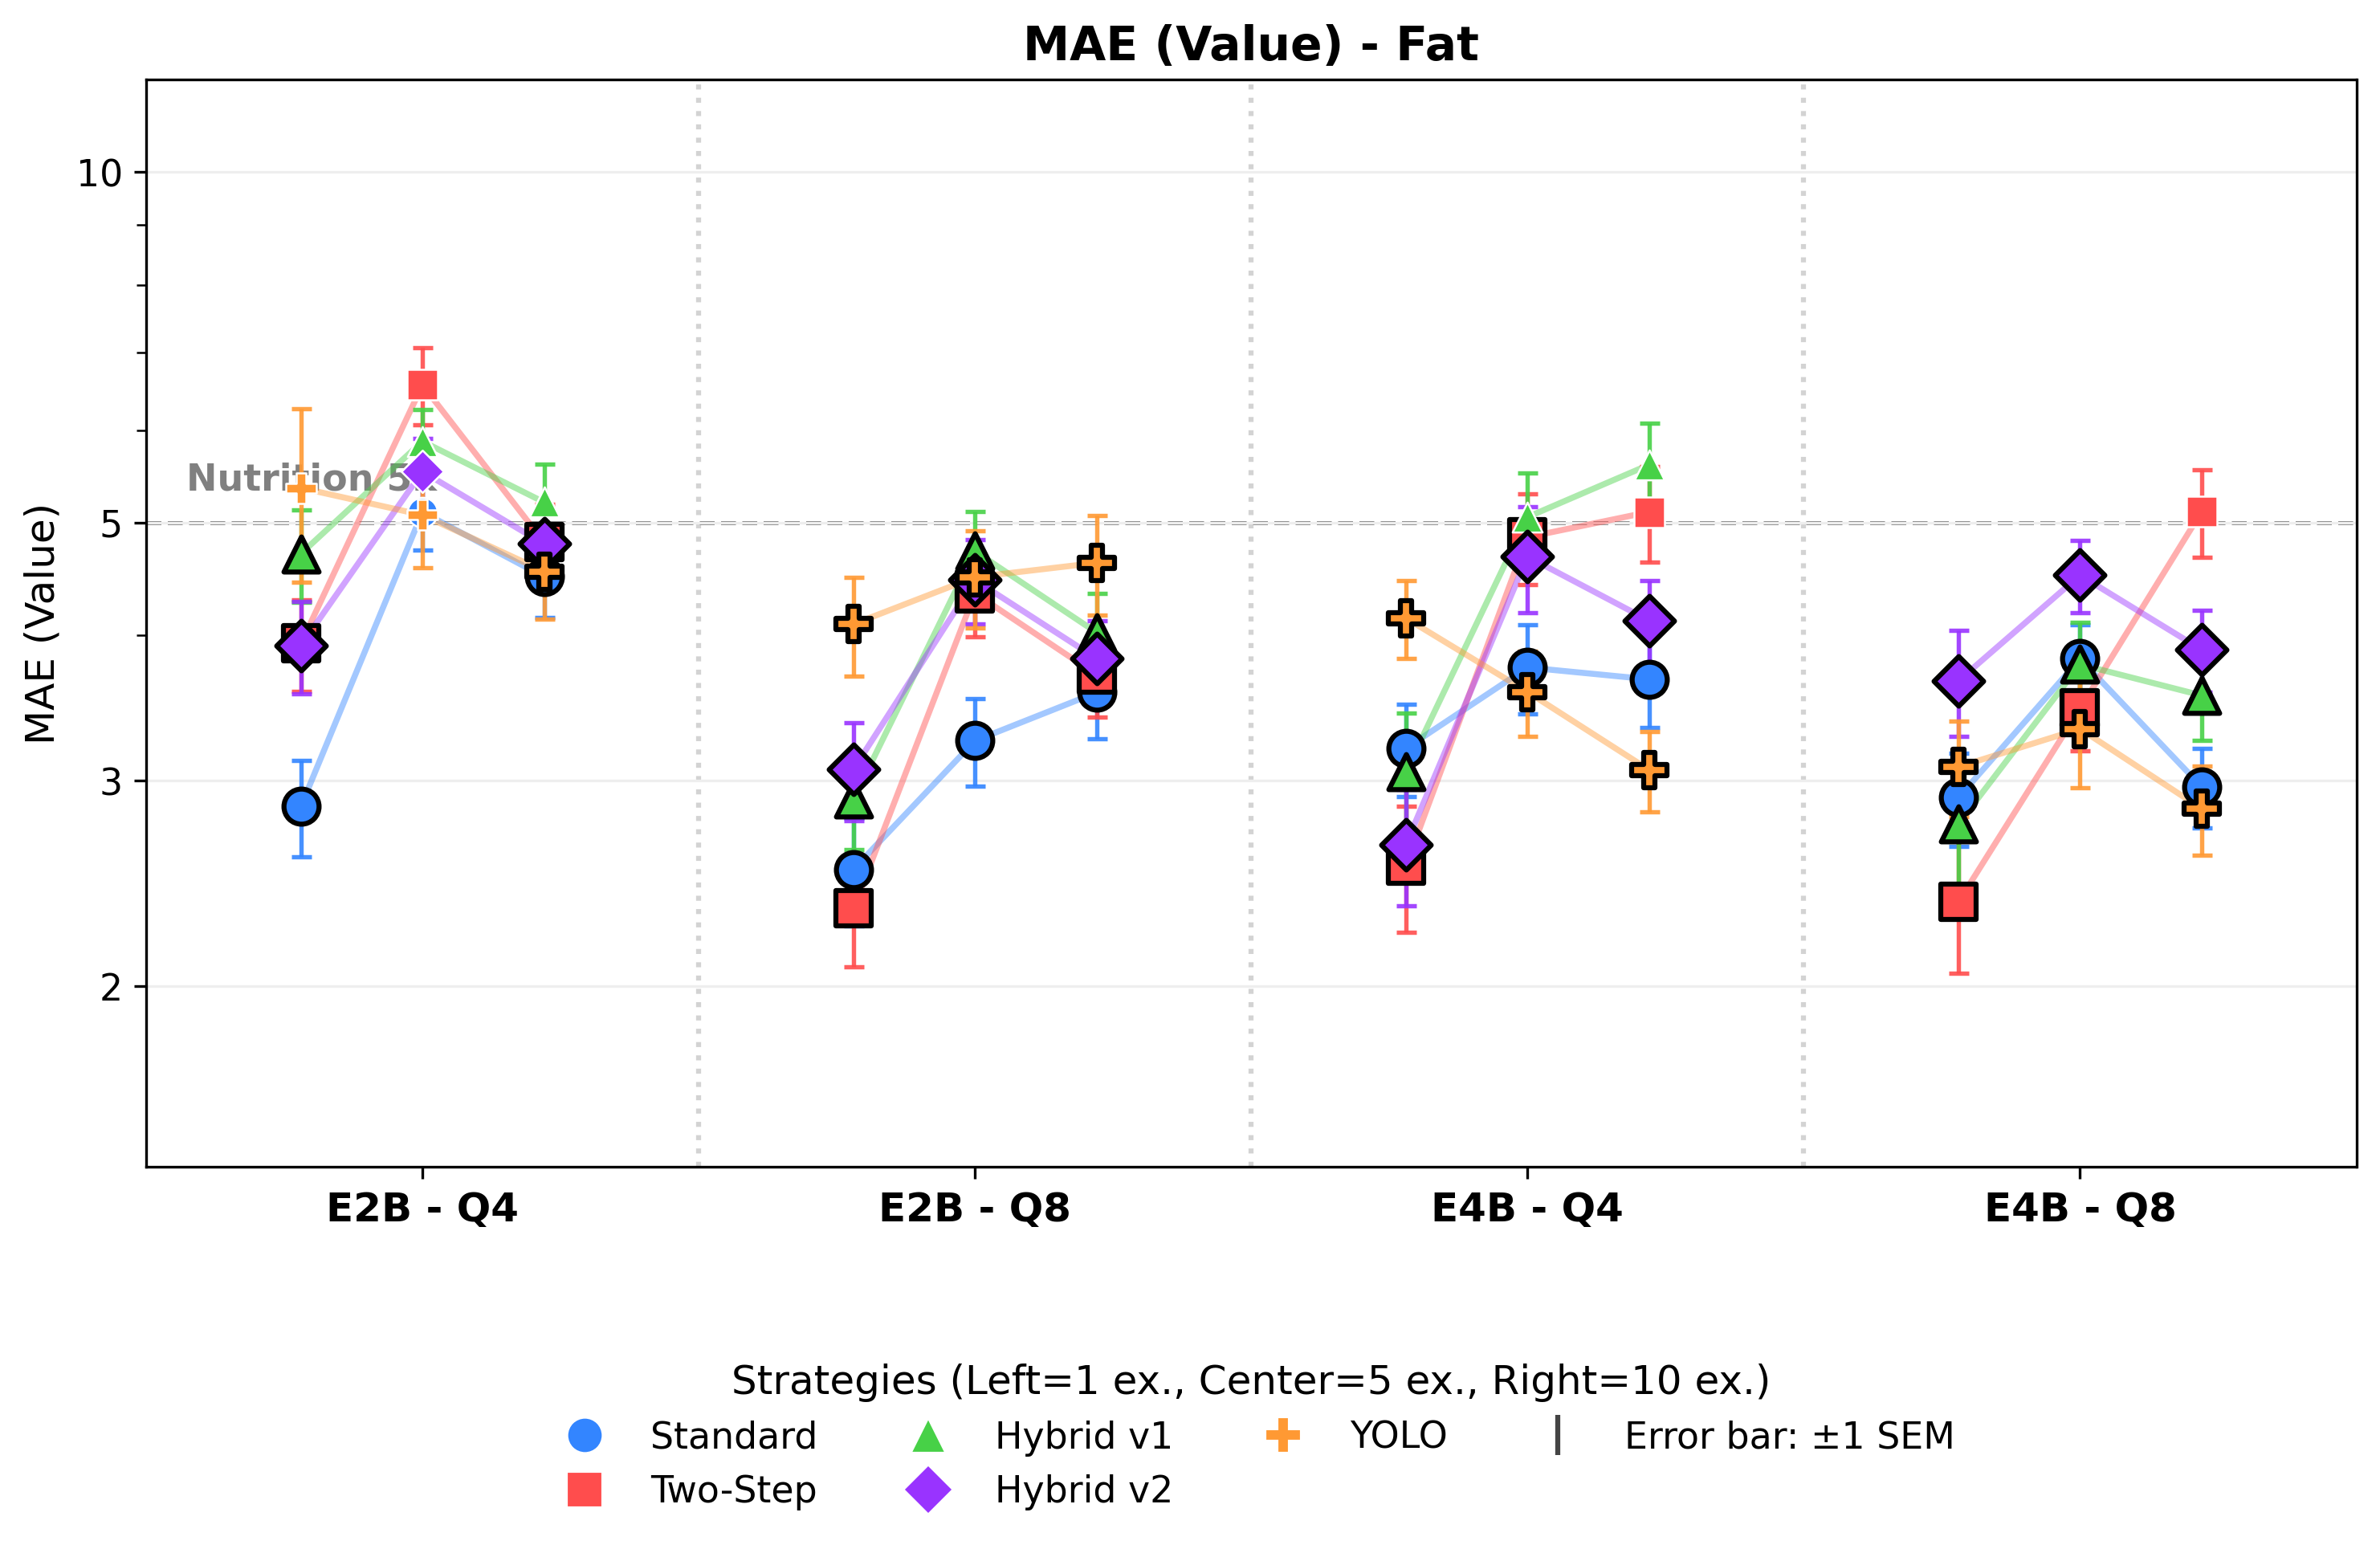 MAE (Value) - Fat
MAE (Value)
10
5
3
2
Nutrition 5k
E2B - Q4
E2B - Q8
E4B - Q4
E4B - Q8
Strategies (Left=1 ex., Center=5 ex., Right=10 ex.)
Standard
Two-Step
Hybrid v1
Hybrid v2
YOLO
Error bar: ±1 SEM